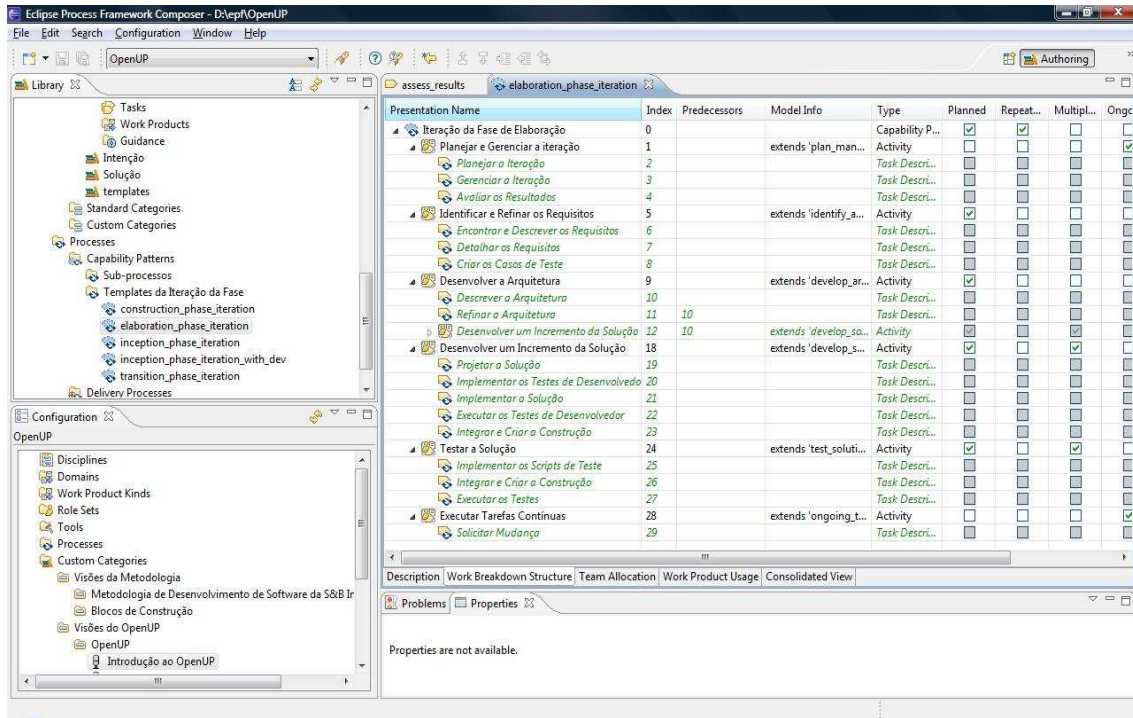 Eclipse Process Framework Composer - D:\epf\OpenUP
File Edit Search Configuration Window Help
OpenUP
Authoring
Library
Tasks
Work Products
Guidance
Intenção
Solução
templates
Standard Categories
Custom Categories
Processes
Capability Patterns
Sub-processos
Templates da Iteração da Fase
construction_phase_iteration
elaboration_phase_iteration
inception_phase_iteration
inception_phase_iteration_with_dev
transition_phase_iteration
Delivery Processes
Configuration
OpenUP
Disciplines
Domains
Work Product Kinds
Role Sets
Tools
Processes
Custom Categories
Visões da Metodologia
Metodologia de Desenvolvimento de Software da S&B Ir
Blocos de Construção
Visões do OpenUP
OpenUP
Introdução ao OpenUP
assess_results elaboration_phase_iteration
Presentation Name Index Predecessors Model Info Type Planned Repeat... Multipl... Ongc
Iteração da Fase de Elaboração 0 Capability P...
Planejar e Gerenciar a iteração 1 extends 'plan_man... Activity
Planejar a Iteração 2 Task Descri...
Gerenciar a Iteração 3 Task Descri...
Avaliar os Resultados 4 Task Descri...
Identificar e Refinar os Requisitos 5 extends 'identify_a... Activity
Encontrar e Descrever os Requisitos 6 Task Descri...
Detalhar os Requisitos 7 Task Descri...
Criar os Casos de Teste 8 Task Descri...
Desenvolver a Arquitetura 9 extends 'develop_ar... Activity
Descrever a Arquitetura 10 Task Descri...
Refinar a Arquitetura 11 10 Task Descri...
Desenvolver um Incremento da Solução 12 10 extends 'develop_so... Activity
Desenvolver um Incremento da Solução 18 extends 'develop_s... Activity
Projetar a Solução 19 Task Descri...
Implementar os Testes de Desenvolvedo 20 Task Descri...
Implementar a Solução 21 Task Descri...
Executar os Testes de Desenvolvedor 22 Task Descri...
Integrar e Criar a Construção 23 Task Descri...
Testar a Solução 24 extends 'test_soluti... Activity
Implementar os Scripts de Teste 25 Task Descri...
Integrar e Criar a Construção 26 Task Descri...
Executar os Testes 27 Task Descri...
Executar Tarefas Contínuas 28 extends 'ongoing_t... Activity
Solicitar Mudança 29 Task Descri...
Description Work Breakdown Structure Team Allocation Work Product Usage Consolidated View
Problems Properties
Properties are not available.